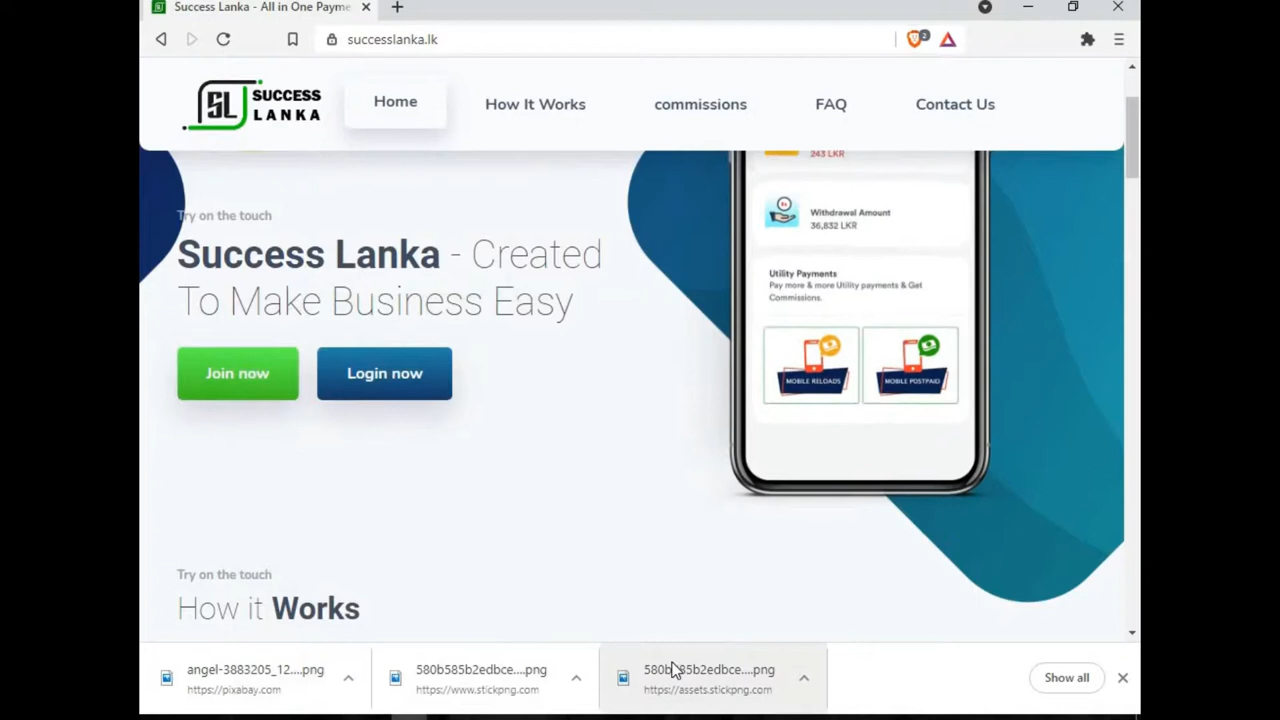 Success Lanka - All in One Payme
successlanka.lk
2
SL SUCCESS LANKA
Home
How It Works
commissions
FAQ
Contact Us
243 LKR
Try on the touch
Success Lanka - Created
To Make Business Easy
Join now
Login now
Withdrawal Amount
36,832 LKR
Utility Payments
Pay more & more Utility payments & Get
Commissions.
MOBILE RELOADS
MOBILE POSTPAID
Try on the touch
How it Works
angel-3883205_12....png
https://pixabay.com
580b585b2edbce....png
https://www.stickpng.com
580b585b2edbce....png
https://assets.stickpng.com
Show all